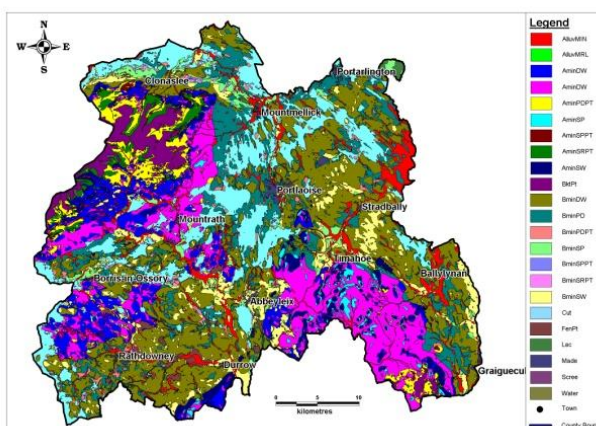 N
W E
S
Clonaslee
Portarlington
Mountmellick
Portlaoise
Stradbally
Mountrath
Timahoe
Borris in Ossory
Ballylynan
Abbeyleix
Rathdowney
Durrow
Graiguecul
0 5 10
kilometres
Legend
AlluvMIN
AlluvMRL
AminDW
AminDW
AminPDPT
AminSP
AminSPPT
AminSRPT
AminSW
BktPt
BminDW
BminPD
BminPDPT
BminSP
BminSPPT
BminSRPT
BminSW
Cut
FenPt
Lac
Made
Scree
Water
Town
County Boun